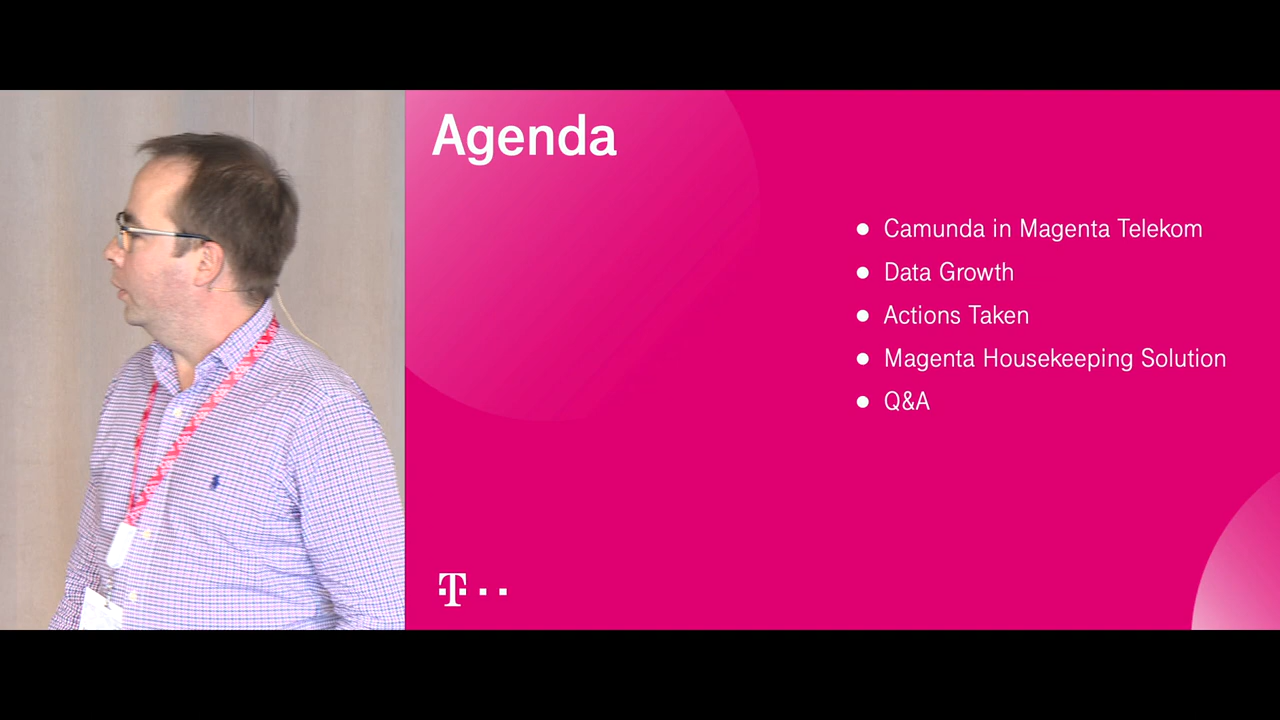 Agenda
● Camunda in Magenta Telekom
● Data Growth
● Actions Taken
● Magenta Housekeeping Solution
● Q&A
T